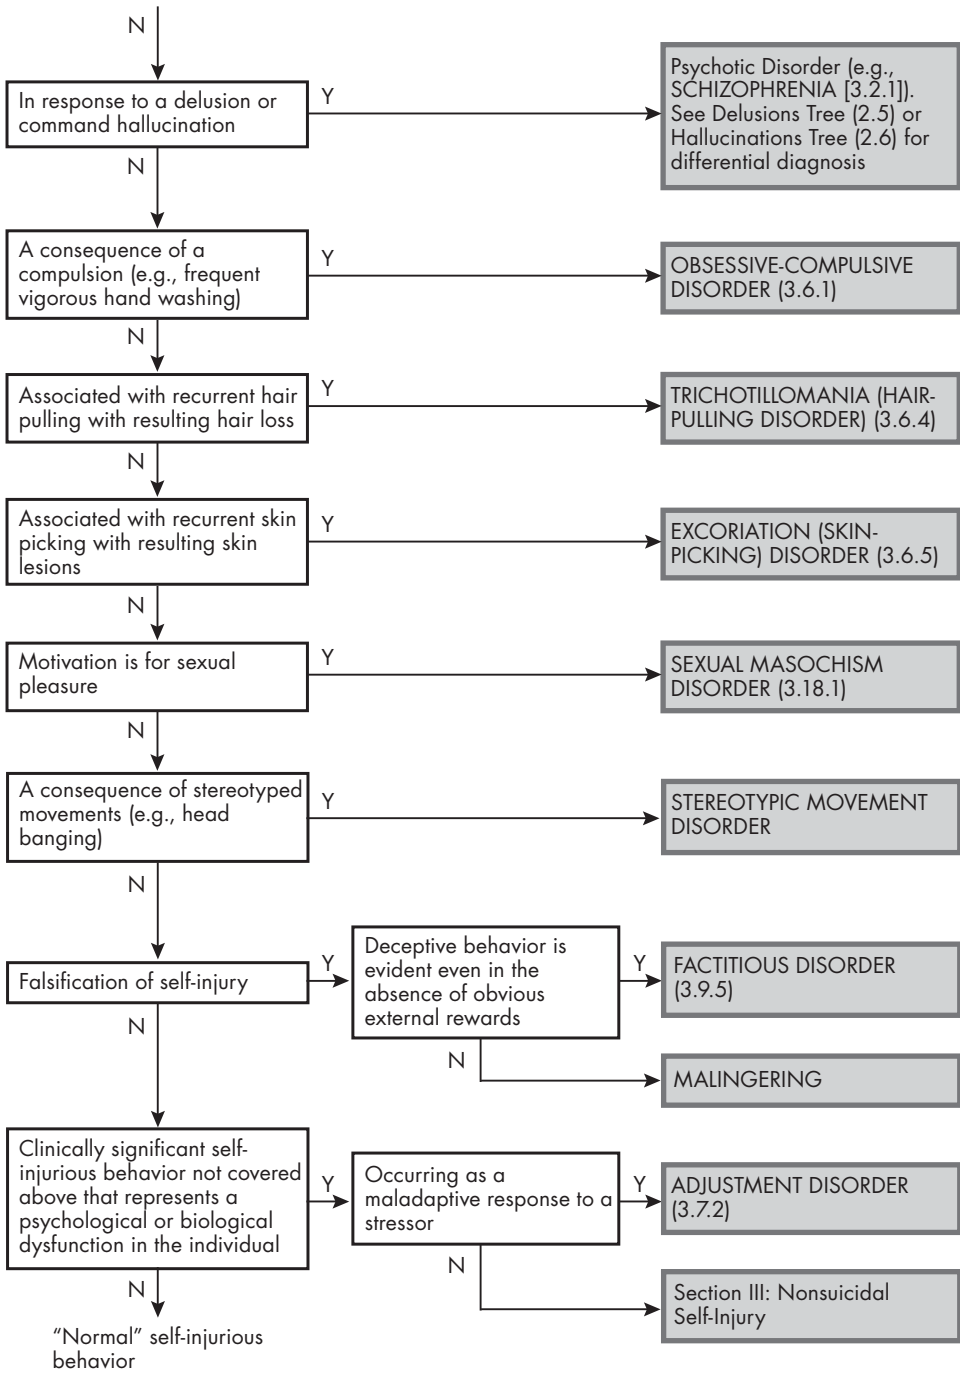 N
In response to a delusion or
command hallucination
Y
Psychotic Disorder (e.g.,
SCHIZOPHRENIA [3.2.1]).
See Delusions Tree (2.5) or
Hallucinations Tree (2.6) for
differential diagnosis
N
A consequence of a
compulsion (e.g., frequent
vigorous hand washing)
Y
OBSESSIVE-COMPULSIVE
DISORDER (3.6.1)
N
Associated with recurrent hair
pulling with resulting hair loss
Y
TRICHOTILLOMANIA (HAIR-
PULLING DISORDER) (3.6.4)
N
Associated with recurrent skin
picking with resulting skin
lesions
Y
EXCORIATION (SKIN-
PICKING) DISORDER (3.6.5)
N
Motivation is for sexual
pleasure
Y
SEXUAL MASOCHISM
DISORDER (3.18.1)
N
A consequence of stereotyped
movements (e.g., head
banging)
Y
STEREOTYPIC MOVEMENT
DISORDER
N
Falsification of self-injury
Y
Deceptive behavior is
evident even in the
absence of obvious
external rewards
Y
FACTITIOUS DISORDER
(3.9.5)
N
MALINGERING
N
Clinically significant self-
injurious behavior not covered
above that represents a
psychological or biological
dysfunction in the individual
Y
Occurring as a
maladaptive response to a
stressor
Y
ADJUSTMENT DISORDER
(3.7.2)
N
Section III: Nonsuicidal
Self-Injury
N
“Normal” self-injurious
behavior